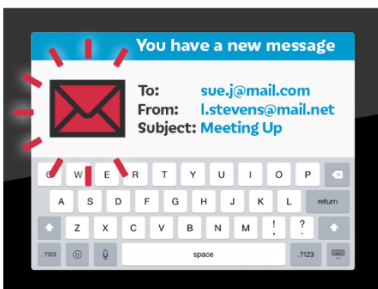 You have a new message
To: sue.j@mail.com
From: l.stevens@mail.net
Subject: Meeting Up
Q W E R T Y U I O P
A S D F G H J K L return
Z X C V B N M ! , ? .
.?123 space .?123